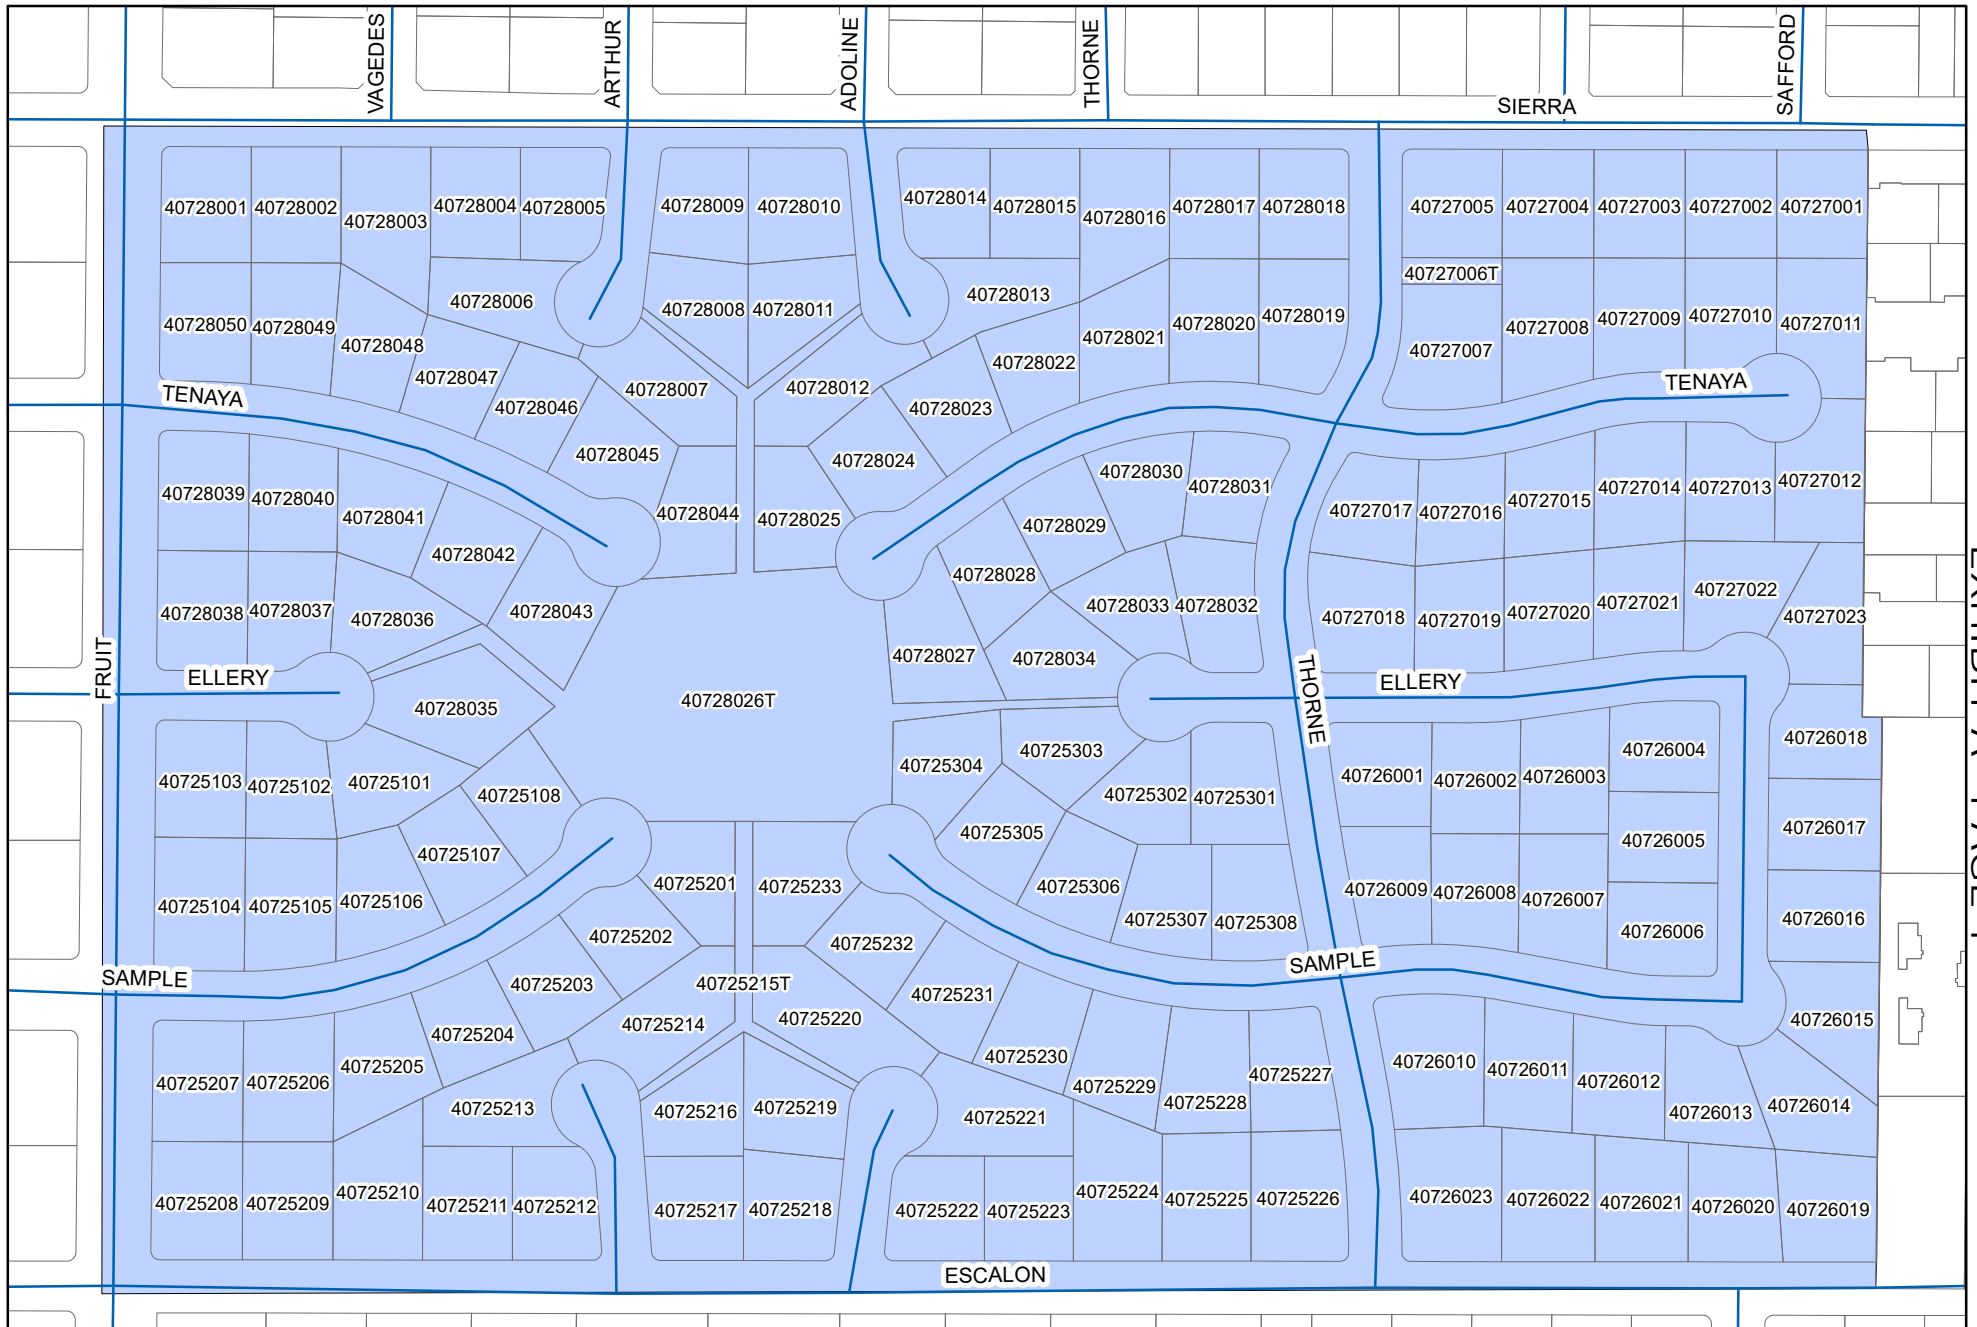 VAGEDES
ARTHUR
ADOLINE
THORNE
SIERRA
SAFFORD
40728001 40728002 40728003 40728004 40728005 40728009 40728010 40728014 40728015 40728016 40728017 40728018 40727005 40727004 40727003 40727002 40727001
40727006T
40728050 40728049 40728048 40728006 40728008 40728011 40728013 40728021 40728020 40728019 40727007 40727008 40727009 40727010 40727011
40728047 40728046 40728007 40728012 40728023 40728022
TENAYA
TENAYA
40728045 40728024 40728030 40728031
40728039 40728040 40728041 40728042 40728044 40728025 40728029 40727017 40727016 40727015 40727014 40727013 40727012
40728038 40728037 40728036 40728043 40728028 40728033 40728032 40727018 40727019 40727020 40727021 40727022 40727023
40728027 40728034
FRUIT
ELLERY
THORNE
ELLERY
40728035 40728026T
40725103 40725102 40725101 40725108 40725304 40725303 40725302 40725301 40726001 40726002 40726003 40726004 40726018
40725305 40726005 40726017
40725107 40725201 40725233 40725306
40725104 40725105 40725106 40725202 40725232 40725307 40725308 40726009 40726008 40726007 40726006 40726016
SAMPLE
SAMPLE
40725203 40725215T 40725231
40725204 40725214 40725220 40726015
40725207 40725206 40725205 40725230 40725229 40725228 40725227 40726010 40726011 40726012 40726013 40726014
40725213 40725216 40725219 40725221
40725208 40725209 40725210 40725211 40725212 40725217 40725218 40725222 40725223 40725224 40725225 40725226 40726023 40726022 40726021 40726020 40726019
ESCALON